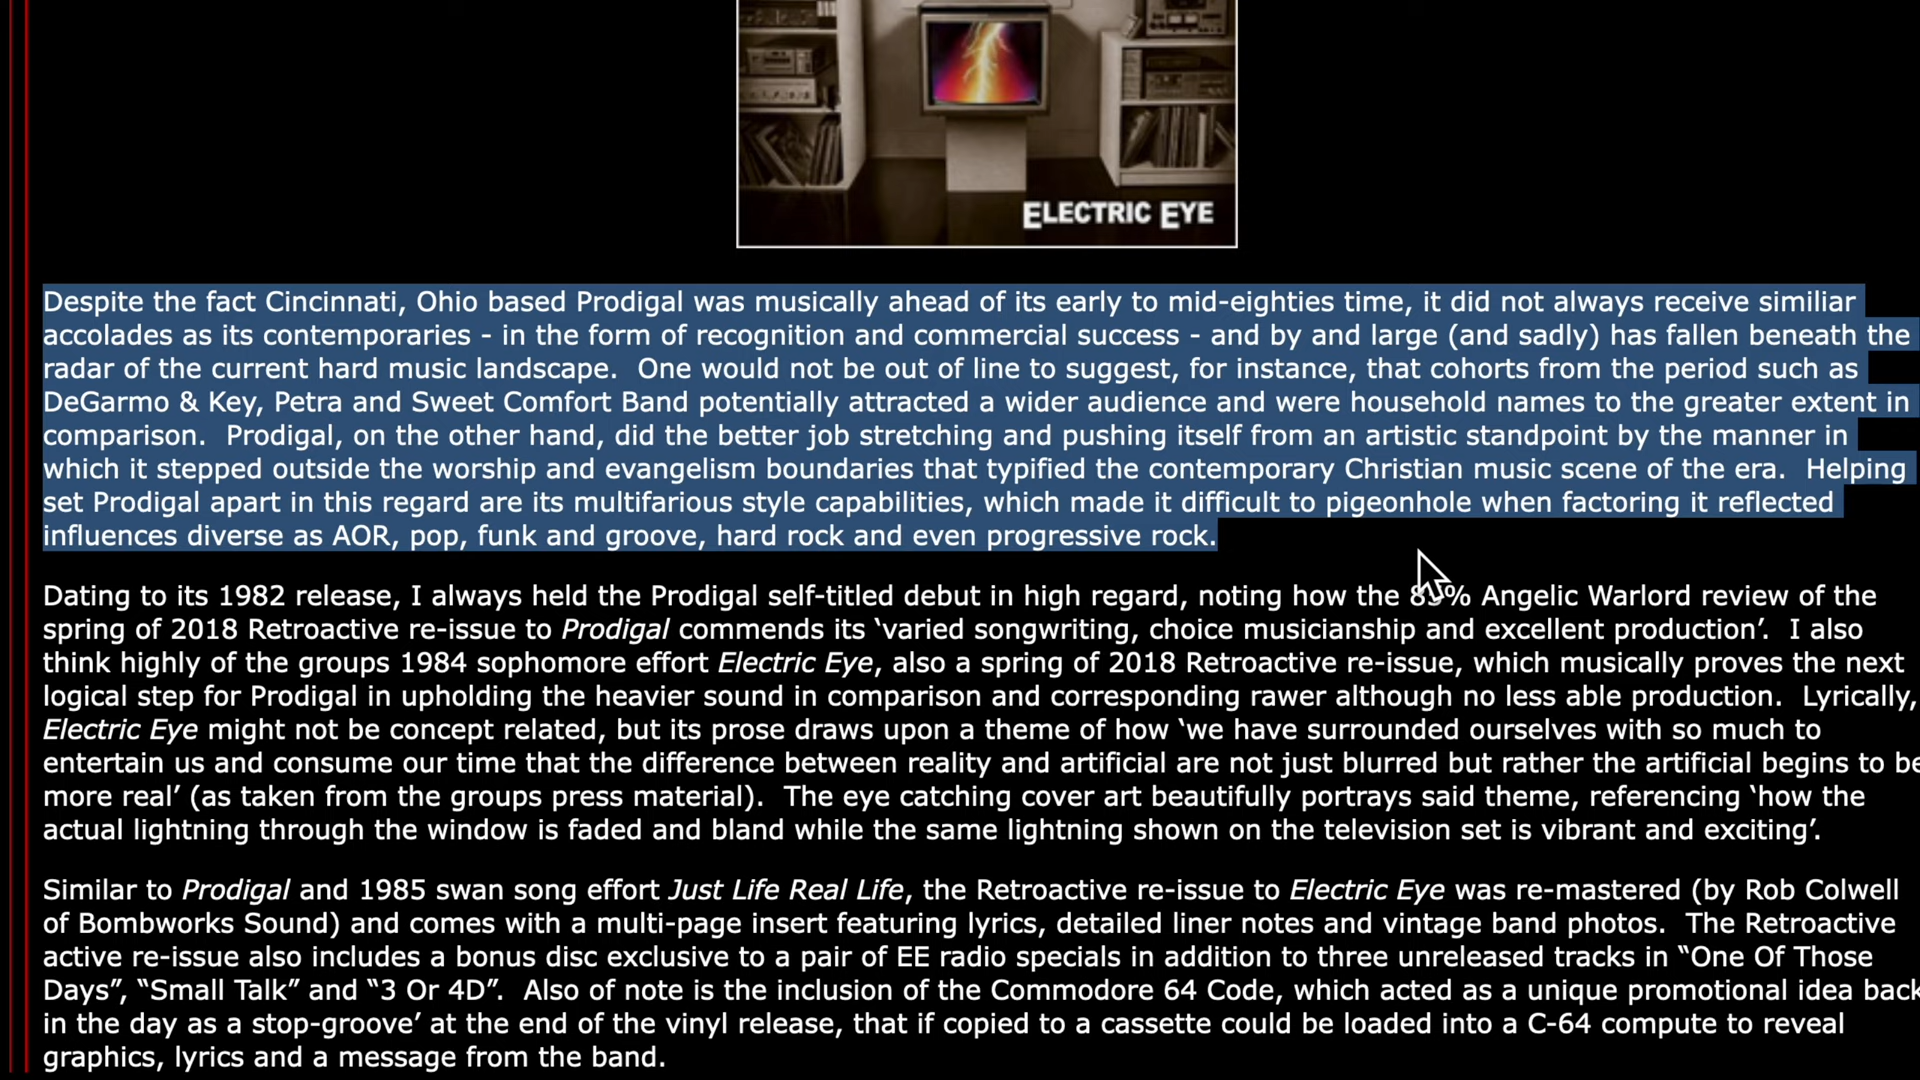 ELECTRIC EYE
Despite the fact Cincinnati, Ohio based Prodigal was musically ahead of its early to mid-eighties time, it did not always receive similiar
accolades as its contemporaries - in the form of recognition and commercial success - and by and large (and sadly) has fallen beneath the
radar of the current hard music landscape.  One would not be out of line to suggest, for instance, that cohorts from the period such as
DeGarmo & Key, Petra and Sweet Comfort Band potentially attracted a wider audience and were household names to the greater extent in
comparison.  Prodigal, on the other hand, did the better job stretching and pushing itself from an artistic standpoint by the manner in
which it stepped outside the worship and evangelism boundaries that typified the contemporary Christian music scene of the era.  Helping
set Prodigal apart in this regard are its multifarious style capabilities, which made it difficult to pigeonhole when factoring it reflected
influences diverse as AOR, pop, funk and groove, hard rock and even progressive rock.
Dating to its 1982 release, I always held the Prodigal self-titled debut in high regard, noting how the Angelic Warlord review of the
spring of 2018 Retroactive re-issue to Prodigal commends its ‘varied songwriting, choice musicianship and excellent production’.  I also
think highly of the groups 1984 sophomore effort Electric Eye, also a spring of 2018 Retroactive re-issue, which musically proves the next
logical step for Prodigal in upholding the heavier sound in comparison and corresponding rawer although no less able production.  Lyrically,
Electric Eye might not be concept related, but its prose draws upon a theme of how ‘we have surrounded ourselves with so much to
entertain us and consume our time that the difference between reality and artificial are not just blurred but rather the artificial begins to be
more real’ (as taken from the groups press material).  The eye catching cover art beautifully portrays said theme, referencing ‘how the
actual lightning through the window is faded and bland while the same lightning shown on the television set is vibrant and exciting’.
Similar to Prodigal and 1985 swan song effort Just Life Real Life, the Retroactive re-issue to Electric Eye was re-mastered (by Rob Colwell
of Bombworks Sound) and comes with a multi-page insert featuring lyrics, detailed liner notes and vintage band photos.  The Retroactive
active re-issue also includes a bonus disc exclusive to a pair of EE radio specials in addition to three unreleased tracks in “One Of Those
Days”, “Small Talk” and “3 Or 4D”.  Also of note is the inclusion of the Commodore 64 Code, which acted as a unique promotional idea back
in the day as a stop-groove’ at the end of the vinyl release, that if copied to a cassette could be loaded into a C-64 compute to reveal
graphics, lyrics and a message from the band.